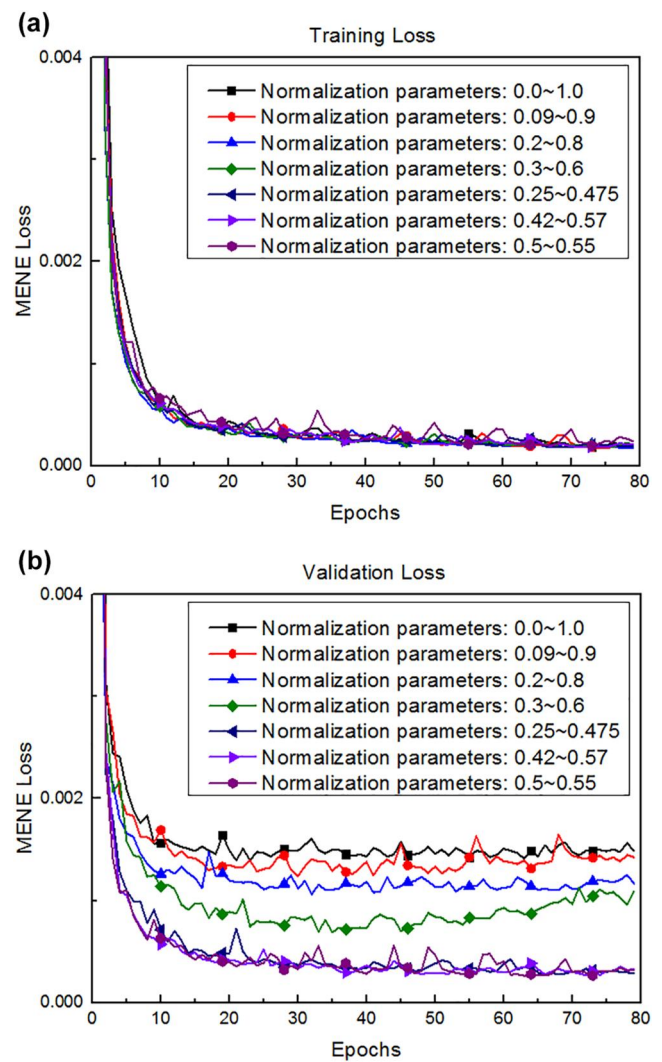 (a)
Training Loss
0.004
Normalization parameters: 0.0~1.0
Normalization parameters: 0.09~0.9
Normalization parameters: 0.2~0.8
Normalization parameters: 0.3~0.6
Normalization parameters: 0.25~0.475
Normalization parameters: 0.42~0.57
Normalization parameters: 0.5~0.55
MENE Loss
0.002
0.000
0 10 20 30 40 50 60 70 80
Epochs
(b)
Validation Loss
0.004
Normalization parameters: 0.0~1.0
Normalization parameters: 0.09~0.9
Normalization parameters: 0.2~0.8
Normalization parameters: 0.3~0.6
Normalization parameters: 0.25~0.475
Normalization parameters: 0.42~0.57
Normalization parameters: 0.5~0.55
MENE Loss
0.002
0.000
0 10 20 30 40 50 60 70 80
Epochs